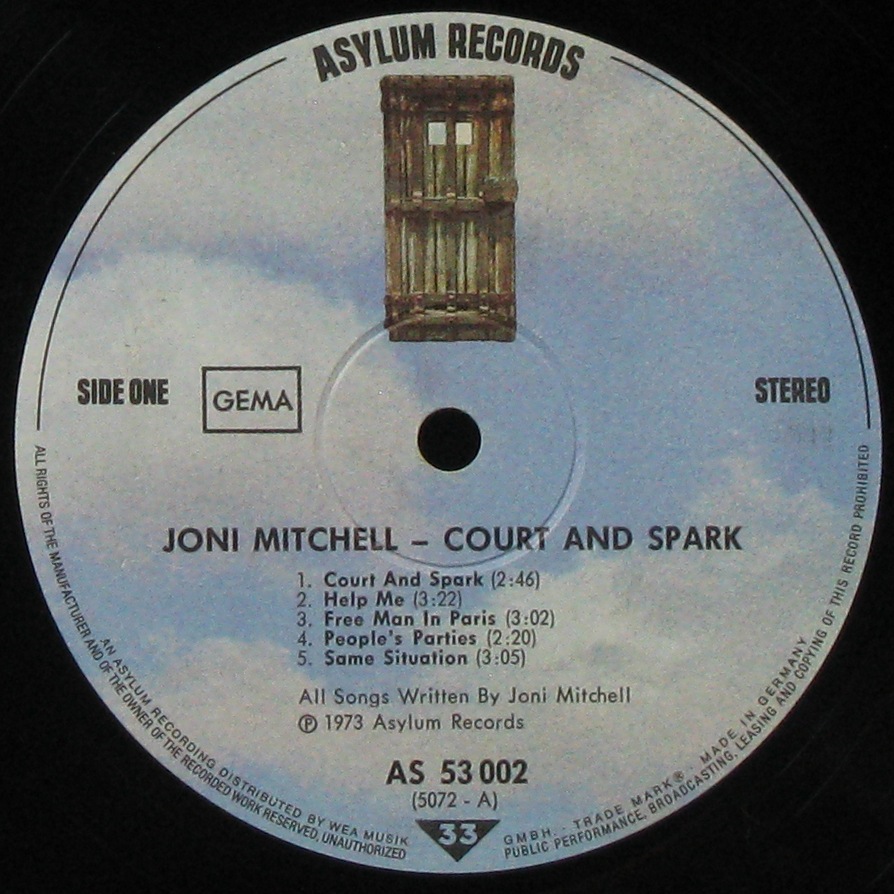 ASYLUM RECORDS
SIDE ONE
GEMA
STEREO
JONI MITCHELL – COURT AND SPARK
1. Court And Spark (2:46)
2. Help Me (3:22)
3. Free Man In Paris (3:02)
4. People's Parties (2:20)
5. Same Situation (3:05)
All Songs Written By Joni Mitchell
℗ 1973 Asylum Records
AS 53 002
(5072 - A)
33
ALL RIGHTS OF THE MANUFACTURER AND OF THE OWNER OF THE RECORDED WORK RESERVED, UNAUTHORIZED PUBLIC PERFORMANCE, BROADCASTING, LEASING AND COPYING OF THIS RECORD PROHIBITED
AN ASYLUM RECORDING DISTRIBUTED BY WEA MUSIK GMBH. . TRADE MARK® . MADE IN GERMANY